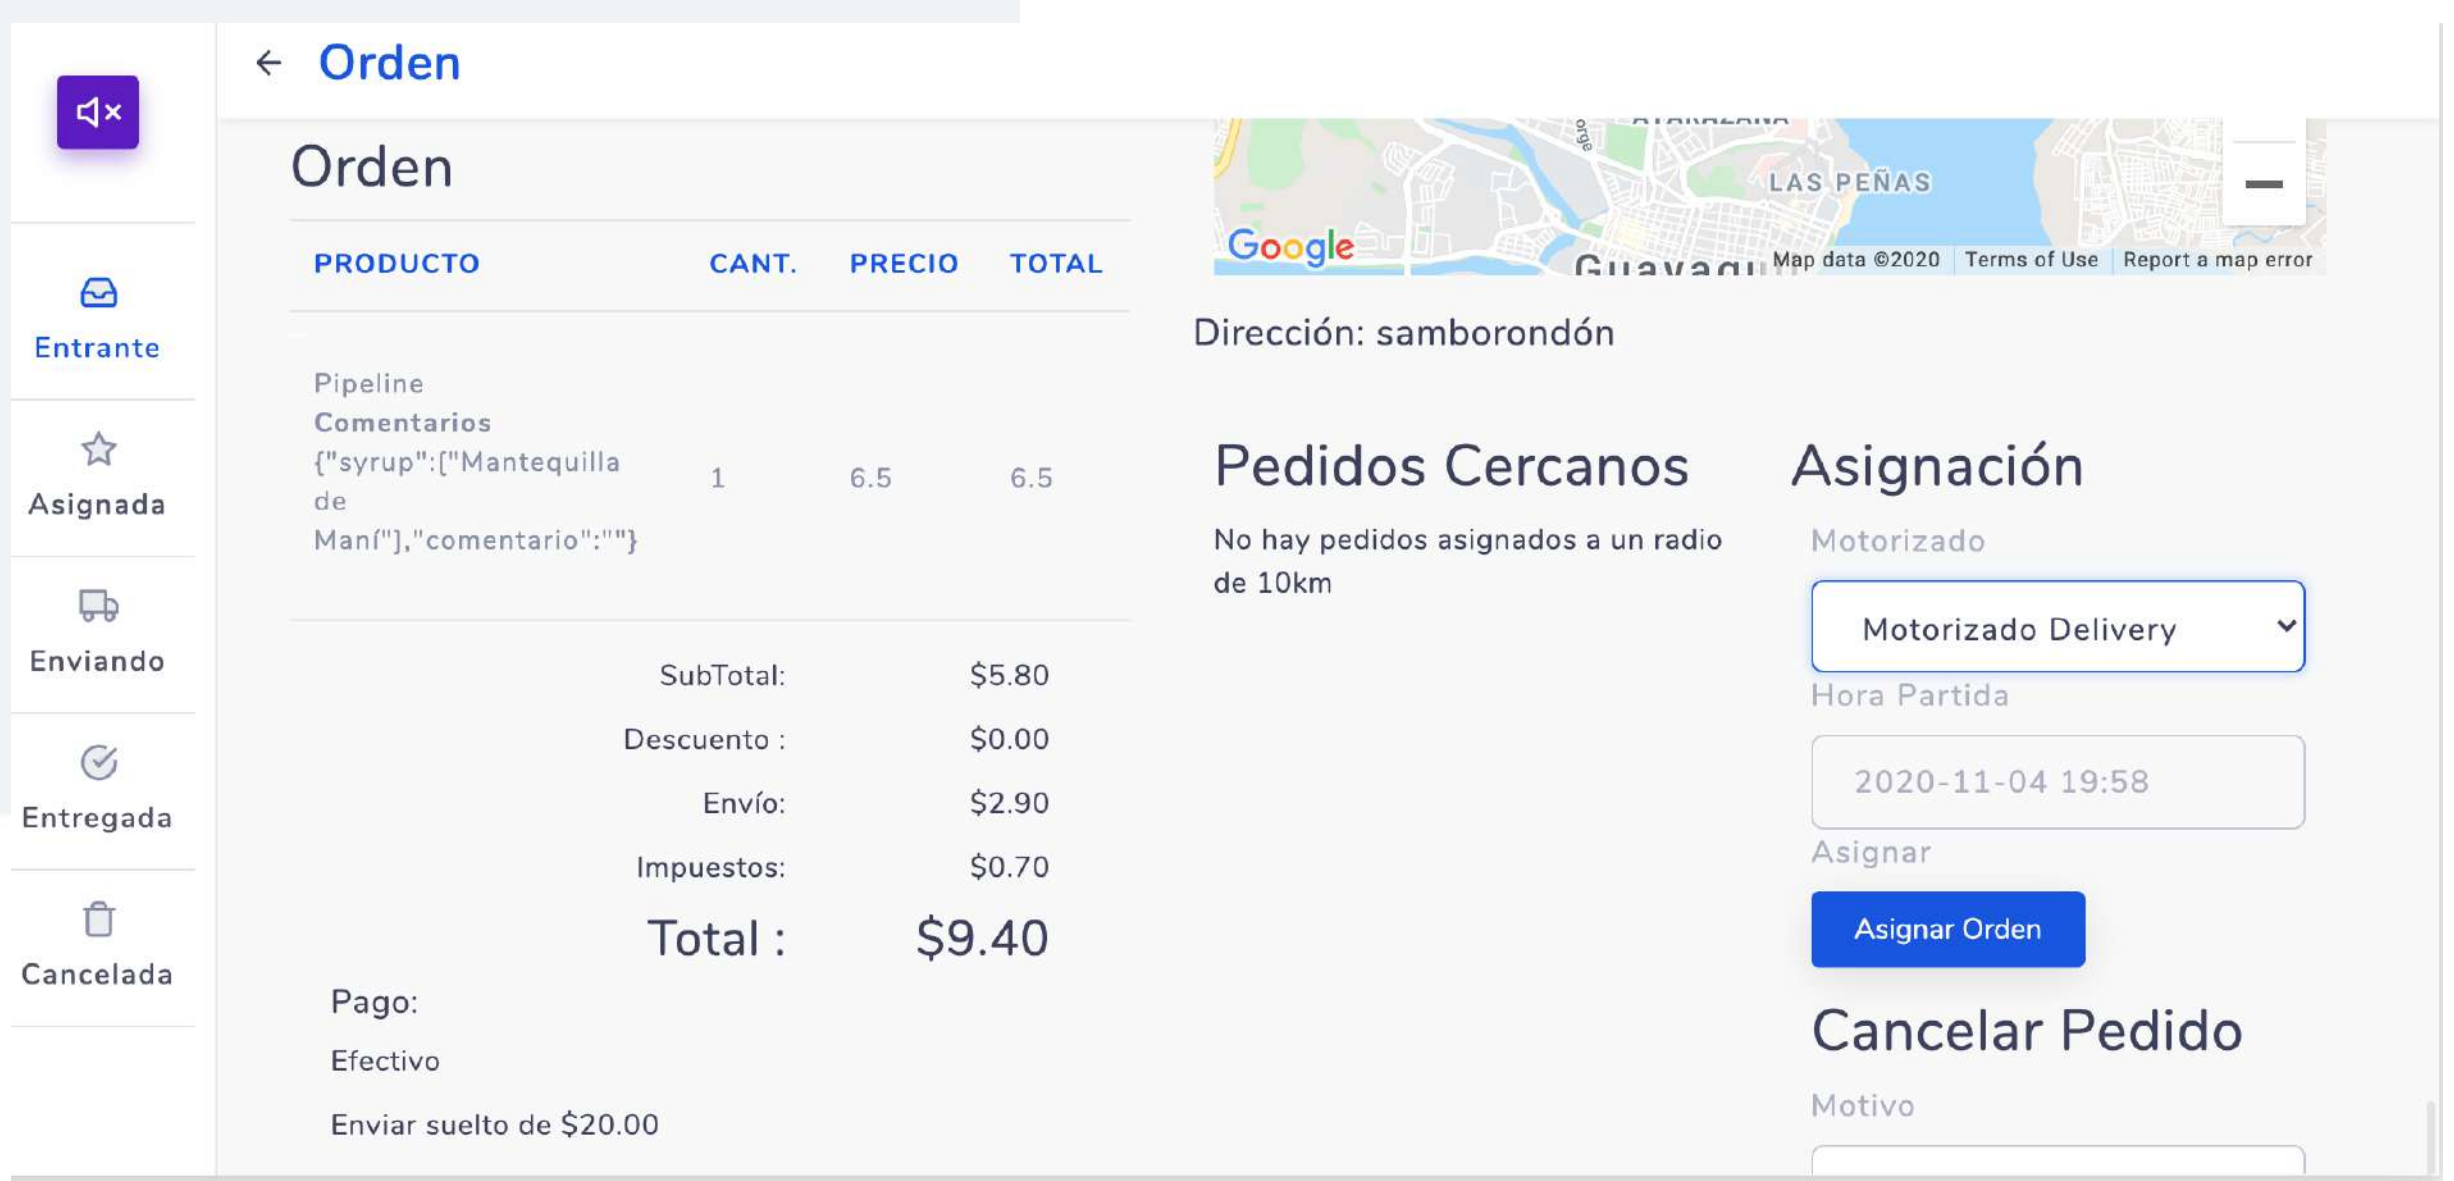 Orden
Entrante
Asignada
Enviando
Entregada
Cancelada
Orden
PRODUCTO CANT. PRECIO TOTAL
Pipeline
Comentarios
{"syrup":["Mantequilla
de
Maní"],"comentario":""}
1 6.5 6.5
SubTotal: $5.80
Descuento : $0.00
Envío: $2.90
Impuestos: $0.70
Total : $9.40
Pago:
Efectivo
Enviar suelto de $20.00
LAS PEÑAS
Google
Map data ©2020 Terms of Use Report a map error
Dirección: samborondón
Pedidos Cercanos
No hay pedidos asignados a un radio
de 10km
Asignación
Motorizado
Motorizado Delivery
Hora Partida
2020-11-04 19:58
Asignar
Asignar Orden
Cancelar Pedido
Motivo